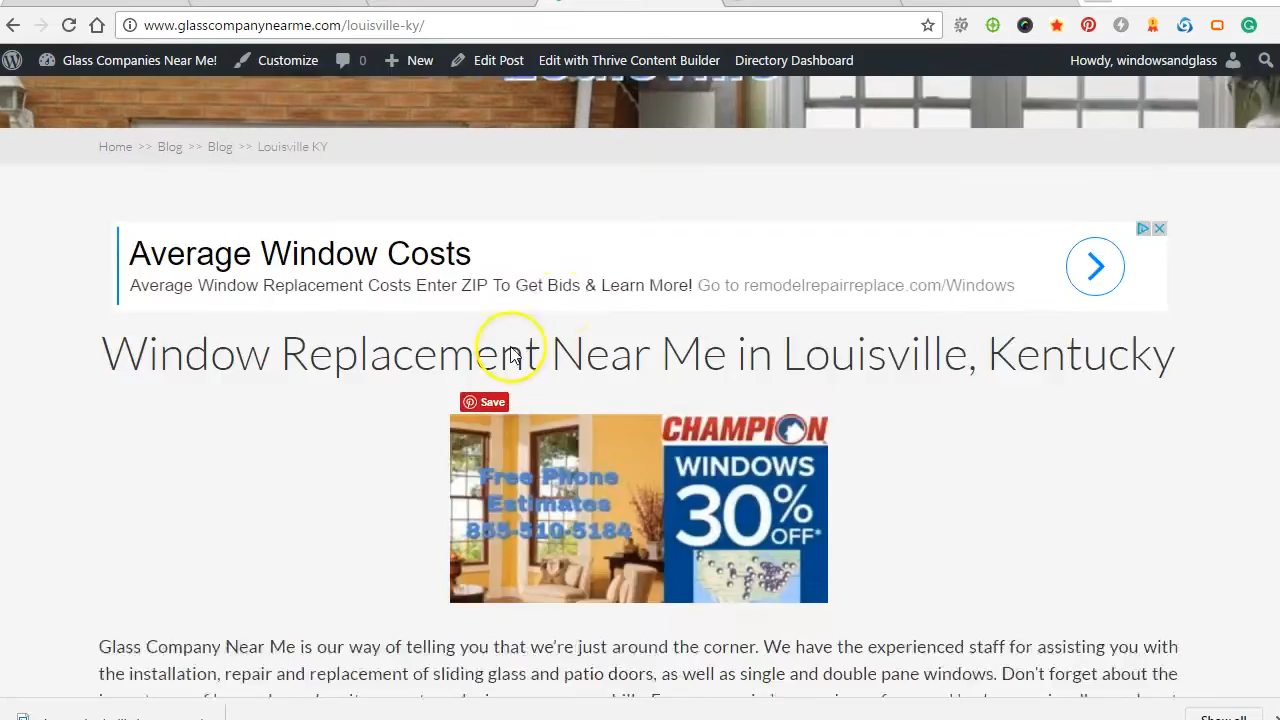 www.glasscompanynearme.com/louisville-ky/
Glass Companies Near Me! Customize 0 New Edit Post Edit with Thrive Content Builder Directory Dashboard Howdy, windowsandglass
Louisville
Home >> Blog >> Blog >> Louisville KY
Average Window Costs
Average Window Replacement Costs Enter ZIP To Get Bids & Learn More! Go to remodelrepairreplace.com/Windows
Window Replacement Near Me in Louisville, Kentucky
Save
CHAMPION
WINDOWS
30%
OFF*
Free Phone
Estimates
855-510-5184
Glass Company Near Me is our way of telling you that we're just around the corner. We have the experienced staff for assisting you with
the installation, repair and replacement of sliding glass and patio doors, as well as single and double pane windows. Don't forget about the
Show all